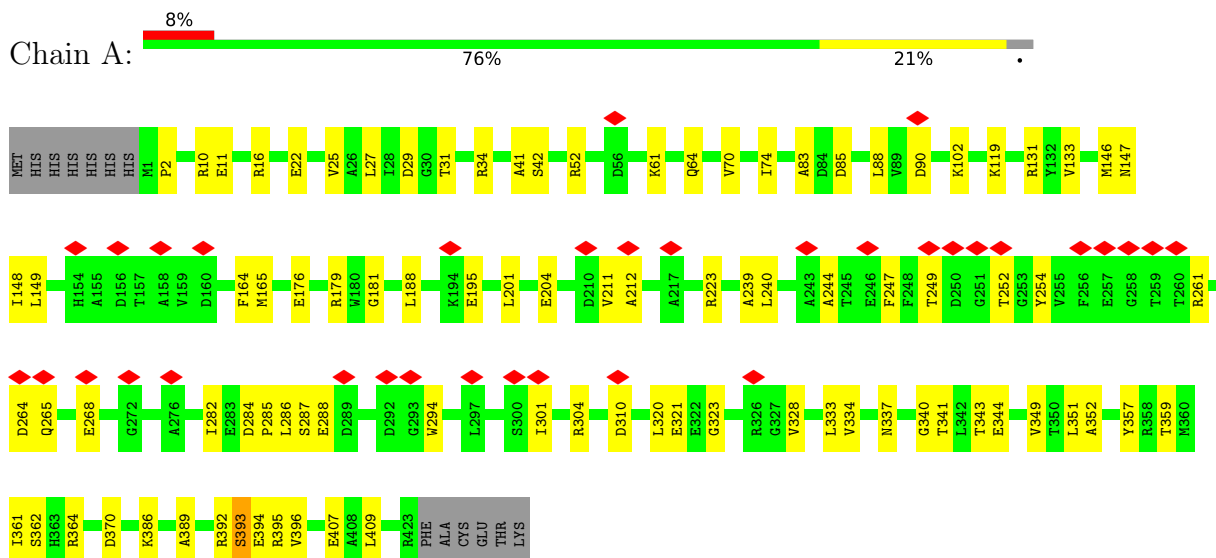 8%
Chain A:
76% 21% •
MET HIS HIS HIS HIS HIS HIS M1 P2 R10 E11 R16 E22 V25 A26 L27 I28 D29 G30 T31 R34 A41 S42 R52 D56 K61 Q64 V70 I74 A83 D84 D85 L88 V89 D90 K102 K119 R131 Y132 V133 M146 N147
I148 L149 H154 A155 D156 T157 A158 V159 D160 F164 M165 E176 R179 W180 G181 L188 K194 E195 L201 E204 D210 V211 A212 A217 R223 A239 L240 A243 A244 T245 E246 F247 F248 T249 D250 G251 T252 G253 Y254 V255 F256 E257 G258 T259 T260 R261
D264 Q265 E268 G272 A276 I282 E283 D284 P285 L286 S287 E288 D289 D292 G293 W294 L297 S300 I301 R304 D310 L320 E321 E322 G323 R326 G327 V328 L333 V334 N337 G340 T341 L342 T343 E344 V349 T350 L351 A352 Y357 R358 T359 M360
I361 S362 H363 R364 D370 K386 A389 R392 S393 E394 R395 V396 E407 A408 L409 R423 PHE ALA CYS GLU THR LYS